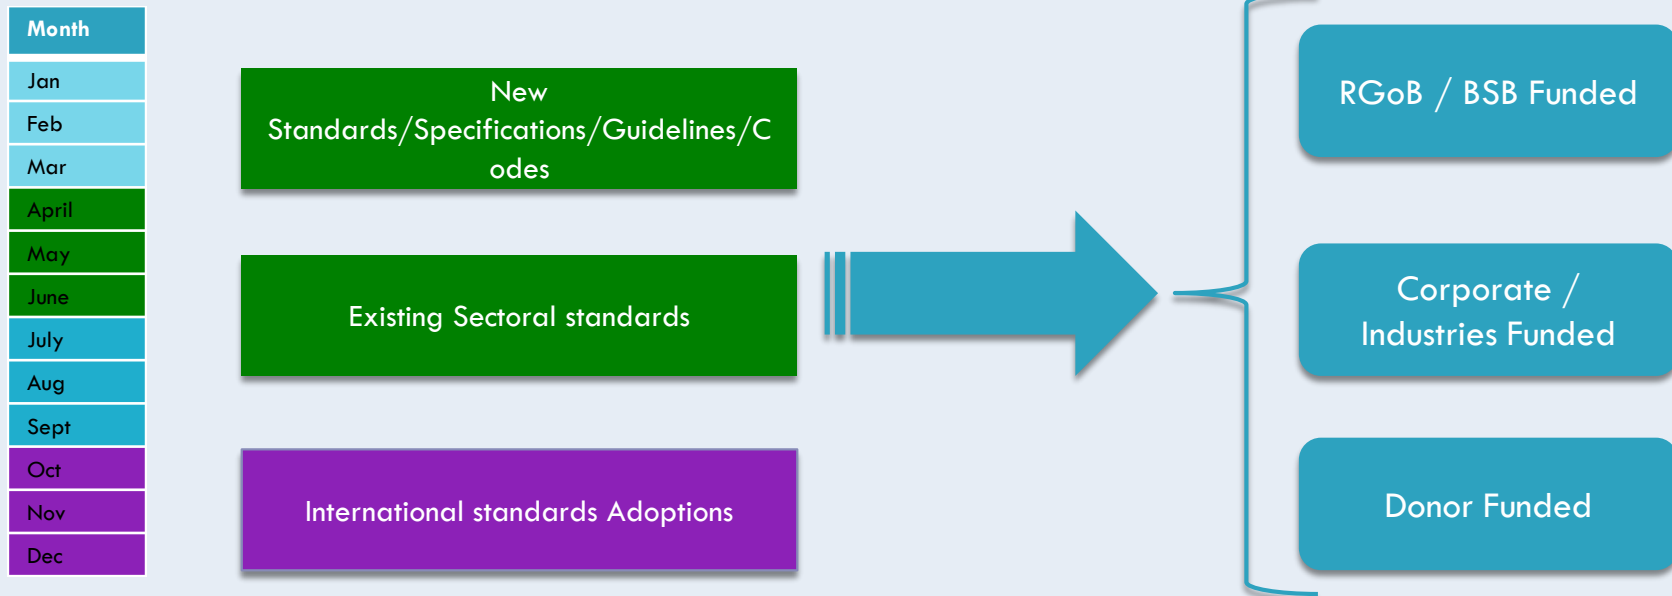 Month
Jan
Feb
Mar
April
May
June
July
Aug
Sept
Oct
Nov
Dec
New
Standards/Specifications/Guidelines/C
odes
Existing Sectoral standards
International standards Adoptions
RGoB / BSB Funded
Corporate /
Industries Funded
Donor Funded